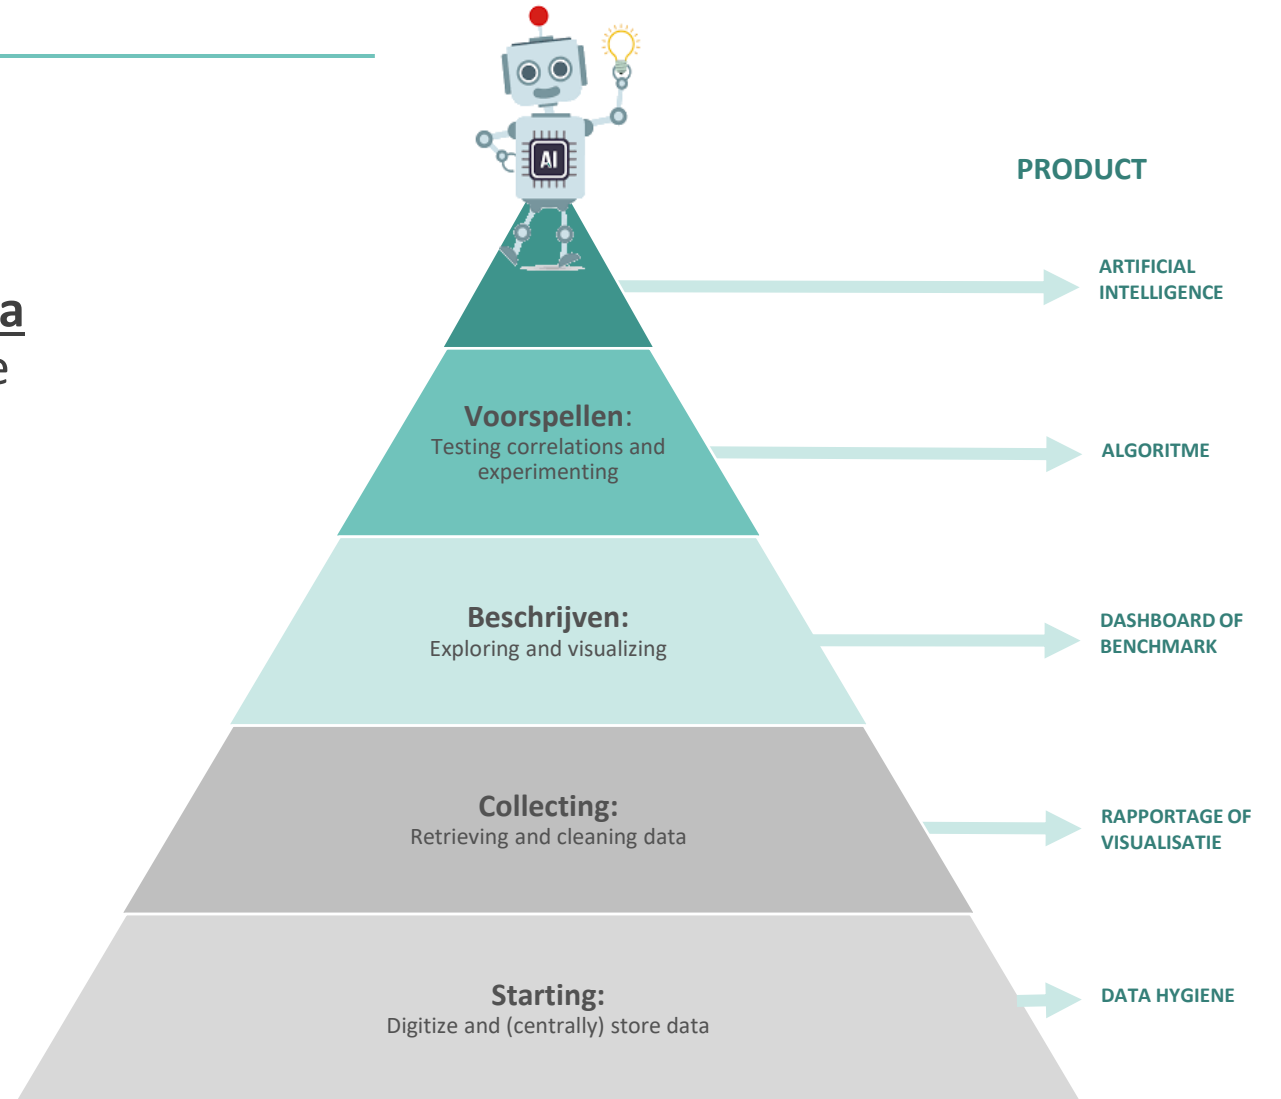 PRODUCT
AI
ARTIFICIAL
INTELLIGENCE
a
e
Voorspellen:
Testing correlations and
experimenting
ALGORITME
Beschrijven:
Exploring and visualizing
DASHBOARD OF
BENCHMARK
Collecting:
Retrieving and cleaning data
RAPPORTAGE OF
VISUALISATIE
Starting:
Digitize and (centrally) store data
DATA HYGIENE